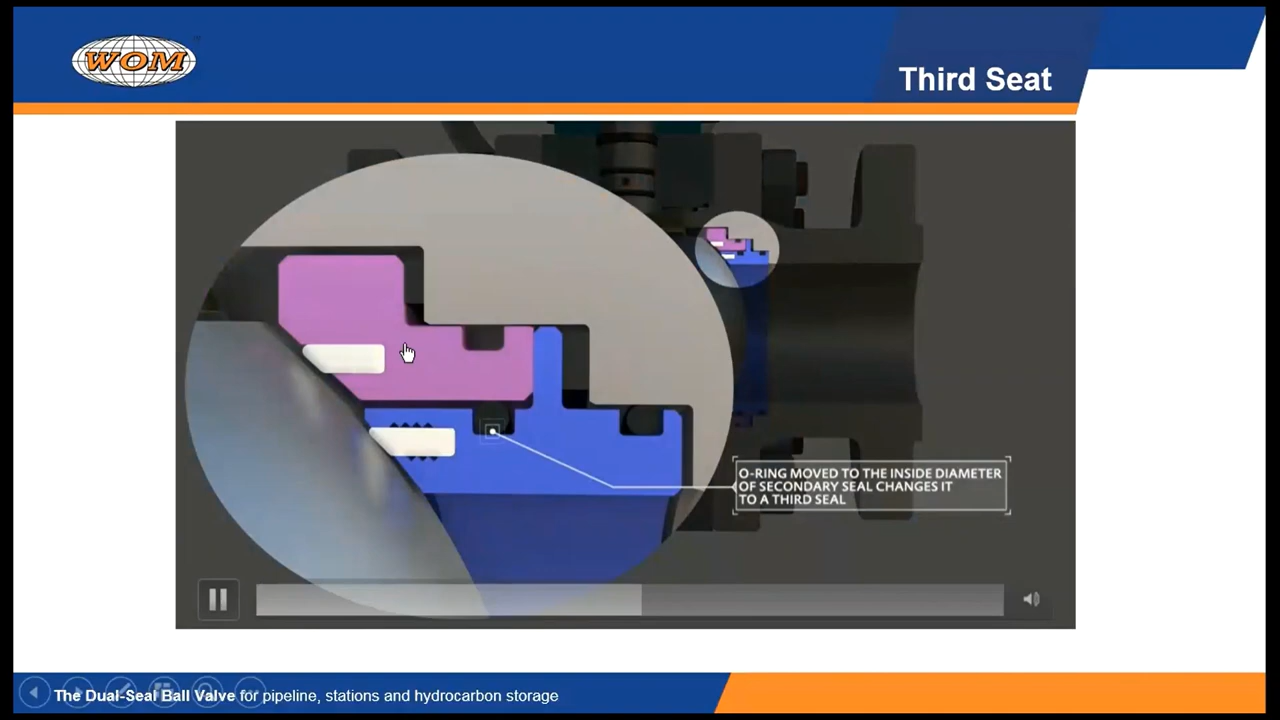 WOM
Third Seat
O-RING MOVED TO THE INSIDE DIAMETER
OF SECONDARY SEAL CHANGES IT
TO A THIRD SEAL
The Dual-Seal Ball Valve for pipeline, stations and hydrocarbon storage